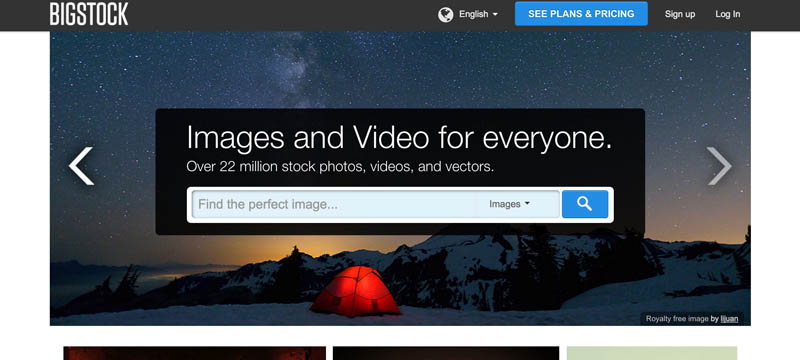 BIGSTOCK
English
SEE PLANS & PRICING
Sign up
Log In
Images and Video for everyone.
Over 22 million stock photos, videos, and vectors.
Find the perfect image...
Images
Royalty free image by lijuan